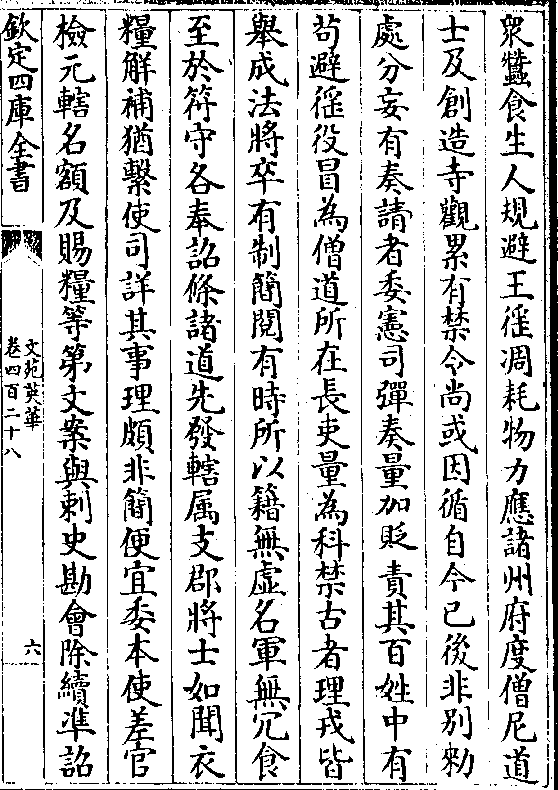 衆蠶食生人規避王徭凋耗物力應諸州府度僧尼道
士及創造寺觀累有禁令尚或因循自今已後非別勑
處分妄有奏請者委憲司彈奏量加貶責其百姓中有
苟避徭役冒為僧道所在長吏量為科禁古者理戎皆
舉成法將卒有制簡閱有時所以籍無虛名軍無冗食
至於符守各奉詔條諸道先發轄屬支郡將士如聞衣
糧解補猶繫使司詳其事理頗非簡便宜委本使差官
檢元轄名額及賜糧等第文案與刺史勘會除續準詔
欽定四庫全書
文苑英華
卷四百二十八
六